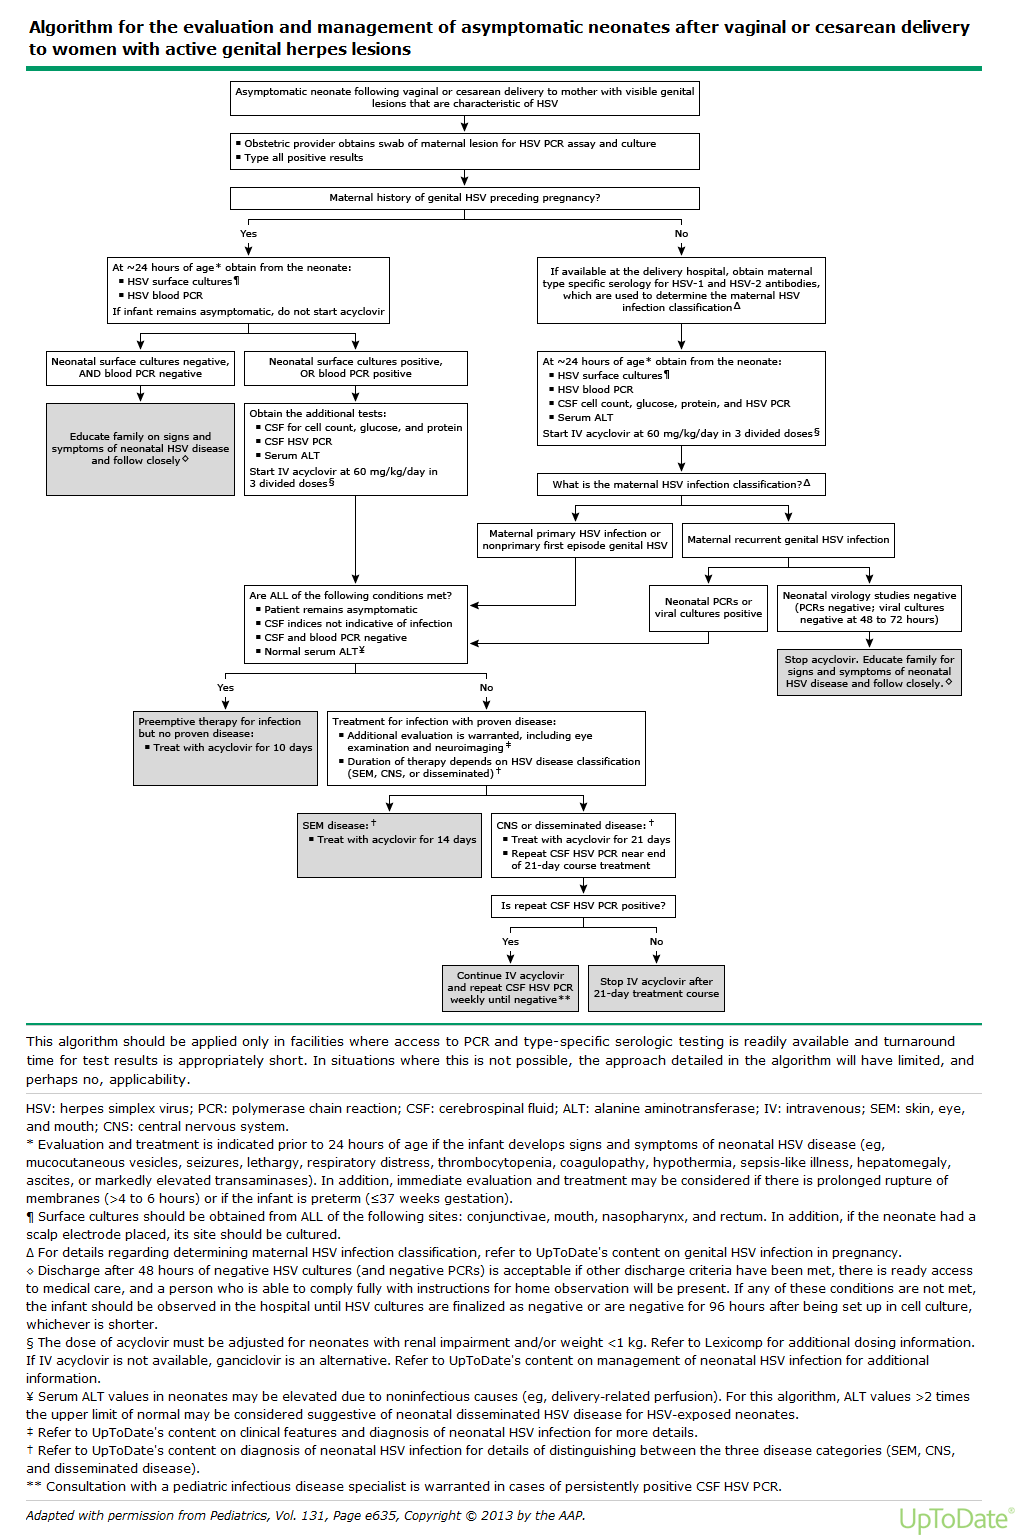 Algorithm for the evaluation and management of asymptomatic neonates after vaginal or cesarean delivery
to women with active genital herpes lesions
Asymptomatic neonate following vaginal or cesarean delivery to mother with visible genital
lesions that are characteristic of HSV
▪ Obstetric provider obtains swab of maternal lesion for HSV PCR assay and culture
▪ Type all positive results
Maternal history of genital HSV preceding pregnancy?
Yes
No
At ~24 hours of age* obtain from the neonate:
▪ HSV surface cultures¶
▪ HSV blood PCR
If infant remains asymptomatic, do not start acyclovir
If available at the delivery hospital, obtain maternal
type specific serology for HSV-1 and HSV-2 antibodies,
which are used to determine the maternal HSV
infection classificationΔ
Neonatal surface cultures negative,
AND blood PCR negative
Neonatal surface cultures positive,
OR blood PCR positive
At ~24 hours of age* obtain from the neonate:
▪ HSV surface cultures¶
▪ HSV blood PCR
▪ CSF cell count, glucose, protein, and HSV PCR
▪ Serum ALT
Start IV acyclovir at 60 mg/kg/day in 3 divided doses§
Educate family on signs and
symptoms of neonatal HSV disease
and follow closely◇
Obtain the additional tests:
▪ CSF for cell count, glucose, and protein
▪ CSF HSV PCR
▪ Serum ALT
Start IV acyclovir at 60 mg/kg/day in
3 divided doses§
What is the maternal HSV infection classification?Δ
Maternal primary HSV infection or
nonprimary first episode genital HSV
Maternal recurrent genital HSV infection
Are ALL of the following conditions met?
▪ Patient remains asymptomatic
▪ CSF indices not indicative of infection
▪ CSF and blood PCR negative
▪ Normal serum ALT¥
Neonatal PCRs or
viral cultures positive
Neonatal virology studies negative
(PCRs negative; viral cultures
negative at 48 to 72 hours)
Stop acyclovir. Educate family for
signs and symptoms of neonatal
HSV disease and follow closely.◇
Yes
No
Preemptive therapy for infection
but no proven disease:
▪ Treat with acyclovir for 10 days
Treatment for infection with proven disease:
▪ Additional evaluation is warranted, including eye
examination and neuroimaging‡
▪ Duration of therapy depends on HSV disease classification
(SEM, CNS, or disseminated)†
SEM disease:†
▪ Treat with acyclovir for 14 days
CNS or disseminated disease:†
▪ Treat with acyclovir for 21 days
▪ Repeat CSF HSV PCR near end
of 21-day course treatment
Is repeat CSF HSV PCR positive?
Yes
No
Continue IV acyclovir
and repeat CSF HSV PCR
weekly until negative**
Stop IV acyclovir after
21-day treatment course
This algorithm should be applied only in facilities where access to PCR and type-specific serologic testing is readily available and turnaround
time for test results is appropriately short. In situations where this is not possible, the approach detailed in the algorithm will have limited, and
perhaps no, applicability.
HSV: herpes simplex virus; PCR: polymerase chain reaction; CSF: cerebrospinal fluid; ALT: alanine aminotransferase; IV: intravenous; SEM: skin, eye,
and mouth; CNS: central nervous system.
* Evaluation and treatment is indicated prior to 24 hours of age if the infant develops signs and symptoms of neonatal HSV disease (eg,
mucocutaneous vesicles, seizures, lethargy, respiratory distress, thrombocytopenia, coagulopathy, hypothermia, sepsis-like illness, hepatomegaly,
ascites, or markedly elevated transaminases). In addition, immediate evaluation and treatment may be considered if there is prolonged rupture of
membranes (>4 to 6 hours) or if the infant is preterm (≤37 weeks gestation).
¶ Surface cultures should be obtained from ALL of the following sites: conjunctivae, mouth, nasopharynx, and rectum. In addition, if the neonate had a
scalp electrode placed, its site should be cultured.
Δ For details regarding determining maternal HSV infection classification, refer to UpToDate's content on genital HSV infection in pregnancy.
◇ Discharge after 48 hours of negative HSV cultures (and negative PCRs) is acceptable if other discharge criteria have been met, there is ready access
to medical care, and a person who is able to comply fully with instructions for home observation will be present. If any of these conditions are not met,
the infant should be observed in the hospital until HSV cultures are finalized as negative or are negative for 96 hours after being set up in cell culture,
whichever is shorter.
§ The dose of acyclovir must be adjusted for neonates with renal impairment and/or weight <1 kg. Refer to Lexicomp for additional dosing information.
If IV acyclovir is not available, ganciclovir is an alternative. Refer to UpToDate's content on management of neonatal HSV infection for additional
information.
¥ Serum ALT values in neonates may be elevated due to noninfectious causes (eg, delivery-related perfusion). For this algorithm, ALT values >2 times
the upper limit of normal may be considered suggestive of neonatal disseminated HSV disease for HSV-exposed neonates.
‡ Refer to UpToDate's content on clinical features and diagnosis of neonatal HSV infection for more details.
† Refer to UpToDate's content on diagnosis of neonatal HSV infection for details of distinguishing between the three disease categories (SEM, CNS,
and disseminated disease).
** Consultation with a pediatric infectious disease specialist is warranted in cases of persistently positive CSF HSV PCR.
Adapted with permission from Pediatrics, Vol. 131, Page e635, Copyright © 2013 by the AAP.
UpToDate®